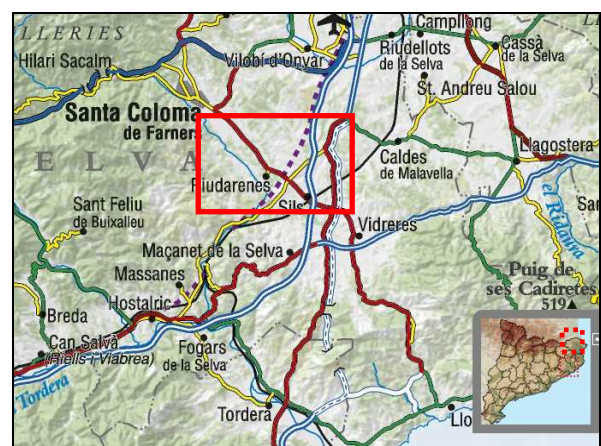 LLERIES
Hilari Sacalm
Vilobí d'Onyar
Campllong
Riudellots
de la Selva
Cassà
de la Selva
St. Andreu Salou
Santa Coloma
de Farners
E L V A
Riudarenes
Sils
Caldes
de Malavella
Llagostera
Sant Feliu
de Buixalleu
Vidreres
Maçanet de la Selva
Massanes
Hostalric
el Ridaura
San
Puig de
ses Cadiretes
519
Breda
Can Salvà
(Riells i Viabrea)
Fogars
de la Selva
Tordera
Tordera
Llo